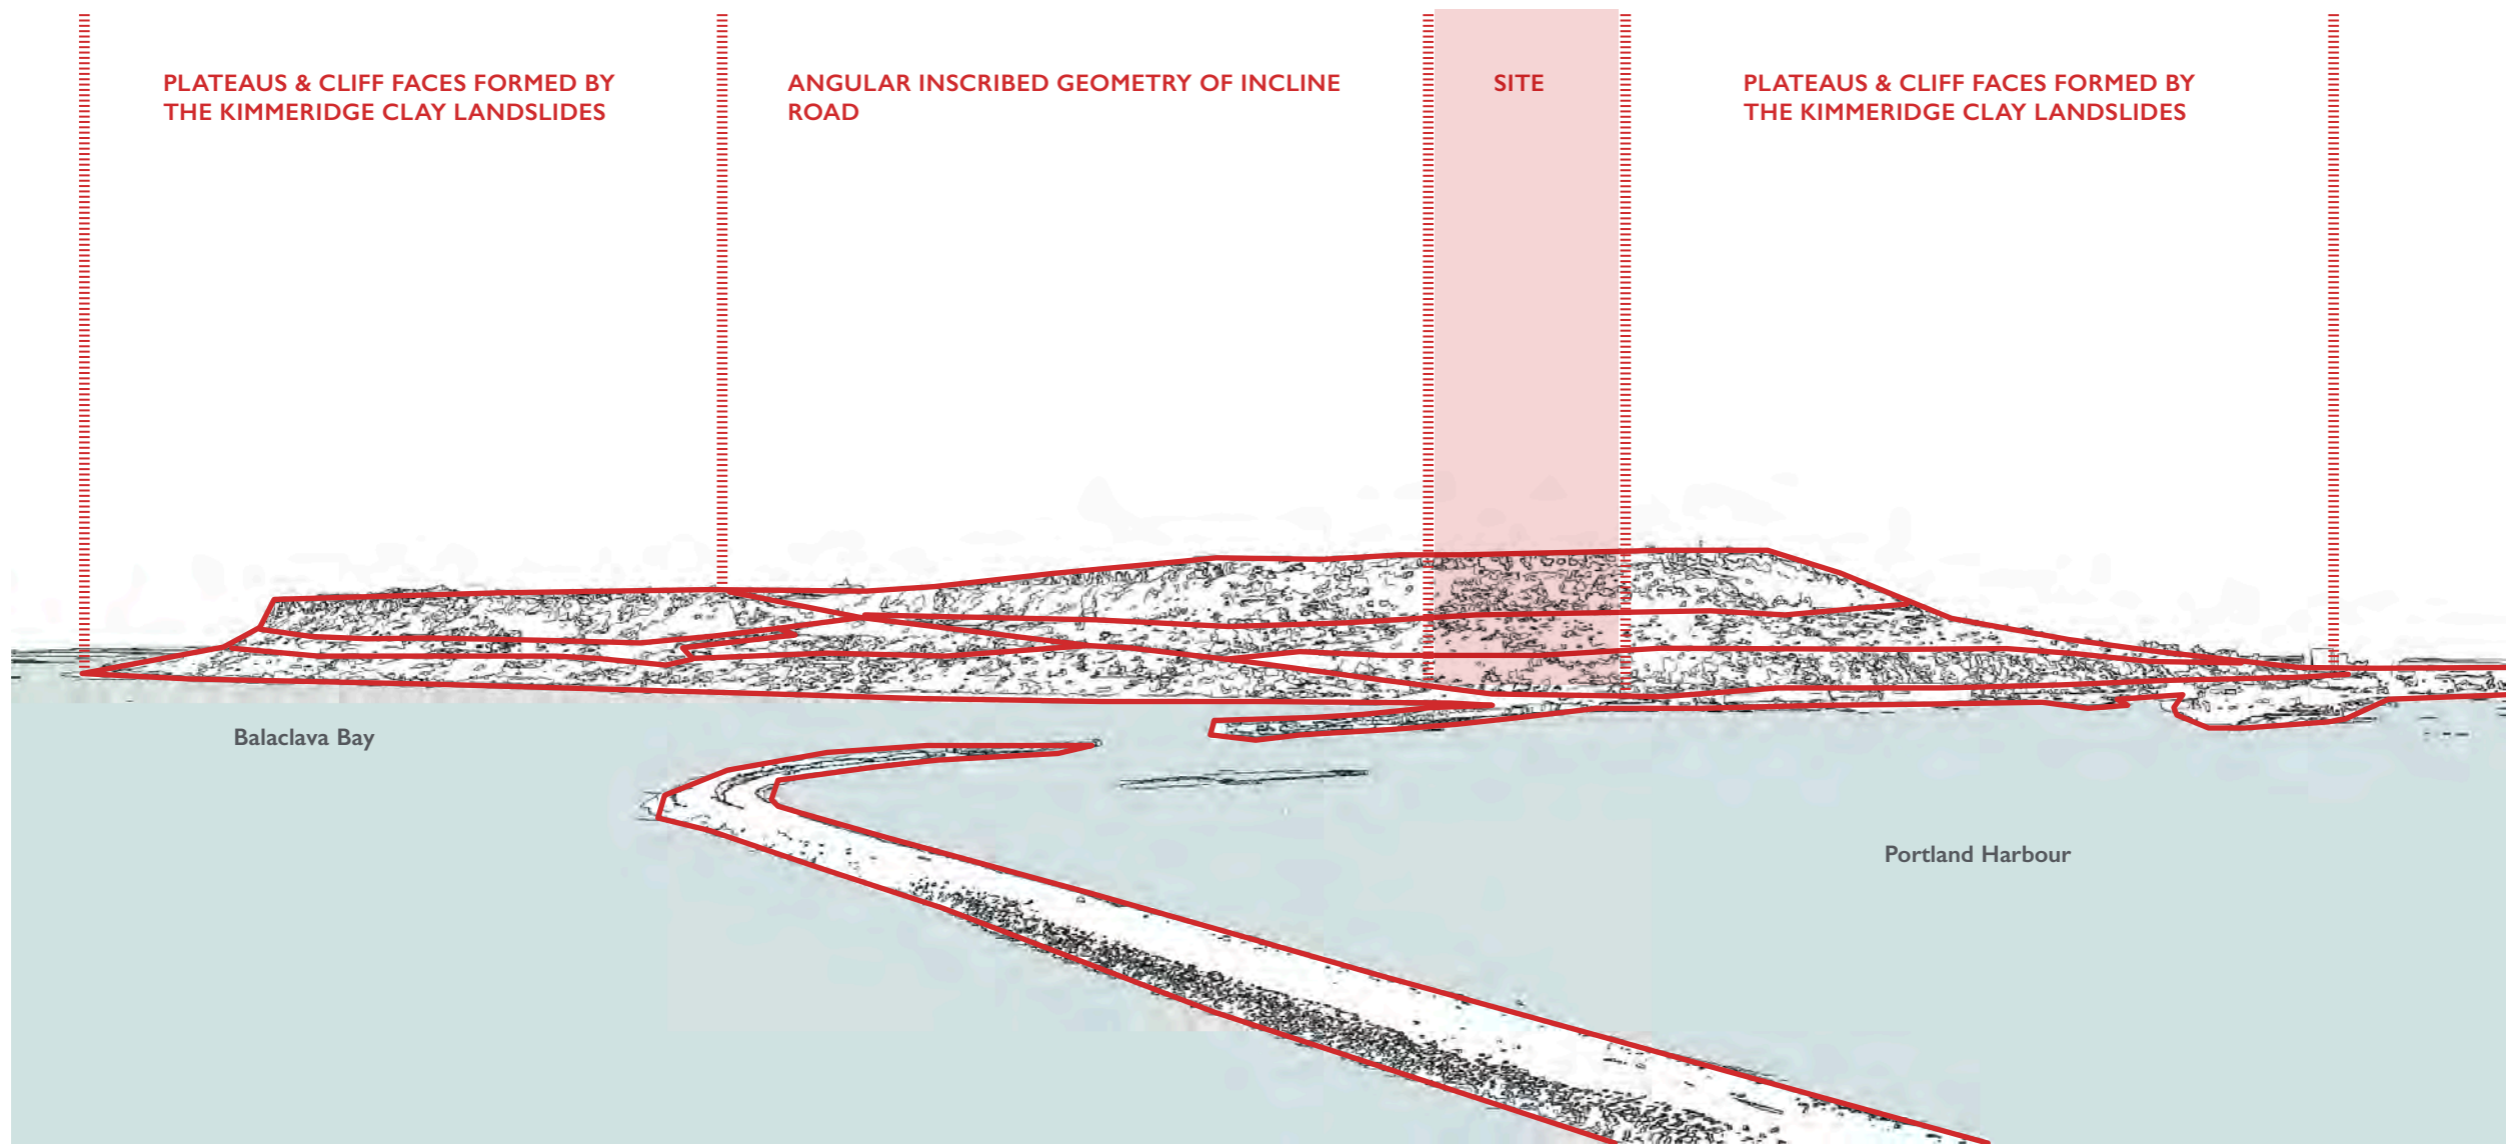 PLATEAUS & CLIFF FACES FORMED BY
THE KIMMERIDGE CLAY LANDSLIDES
ANGULAR INSCRIBED GEOMETRY OF INCLINE
ROAD
SITE
PLATEAUS & CLIFF FACES FORMED BY
THE KIMMERIDGE CLAY LANDSLIDES
Balaclava Bay
Portland Harbour